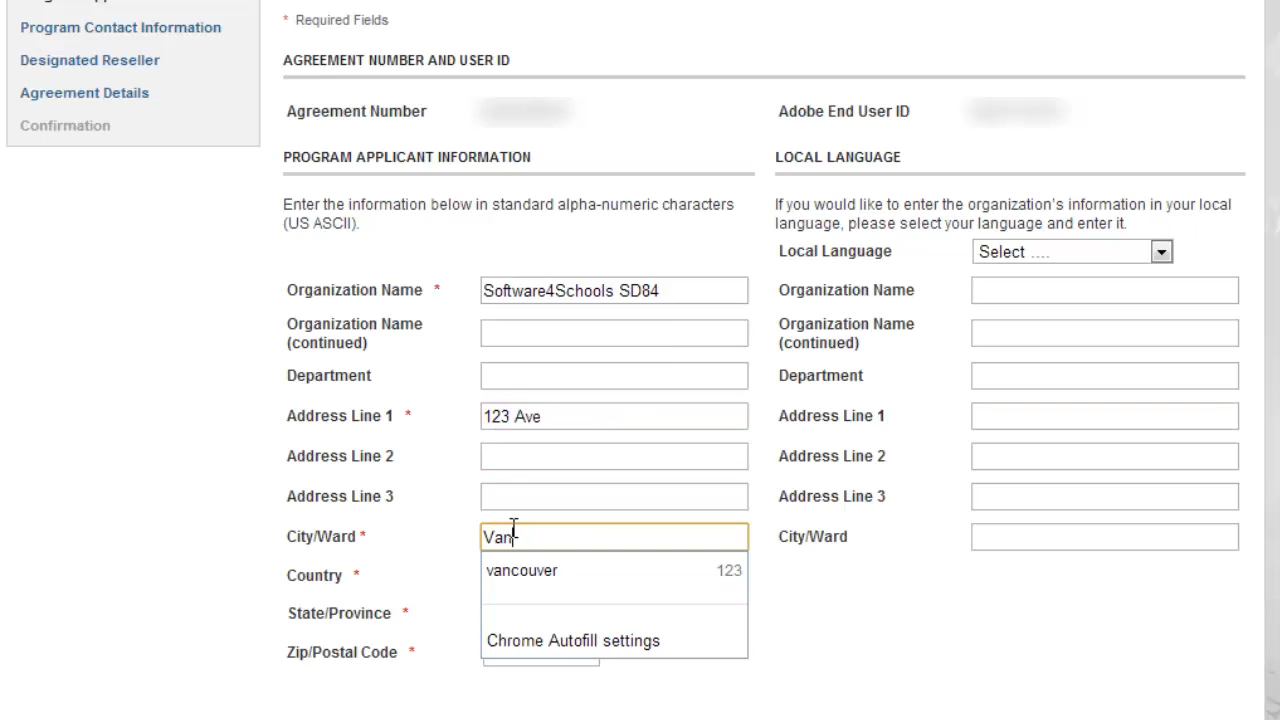 Program Contact Information
Designated Reseller
Agreement Details
Confirmation
* Required Fields
AGREEMENT NUMBER AND USER ID
Agreement Number
Adobe End User ID
PROGRAM APPLICANT INFORMATION
Enter the information below in standard alpha-numeric characters
(US ASCII).
Organization Name *
Software4Schools SD84
Organization Name
(continued)
Department
Address Line 1 *
123 Ave
Address Line 2
Address Line 3
City/Ward *
Van
vancouver 123
Chrome Autofill settings
Country *
State/Province *
Zip/Postal Code *
LOCAL LANGUAGE
If you would like to enter the organization's information in your local
language, please select your language and enter it.
Local Language
Select ....
Organization Name
Organization Name
(continued)
Department
Address Line 1
Address Line 2
Address Line 3
City/Ward